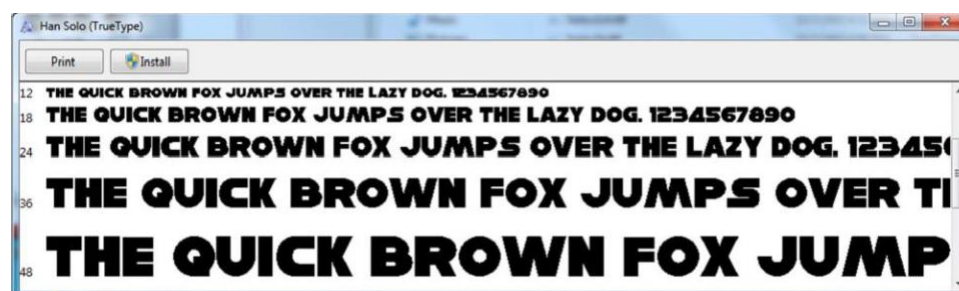 Han Solo (TrueType)
Print Install
12 THE QUICK BROWN FOX JUMPS OVER THE LAZY DOG. 1234567890
18 THE QUICK BROWN FOX JUMPS OVER THE LAZY DOG. 1234567890
24 THE QUICK BROWN FOX JUMPS OVER THE LAZY DOG. 12345
36 THE QUICK BROWN FOX JUMPS OVER
48 THE QUICK BROWN FOX JUMP